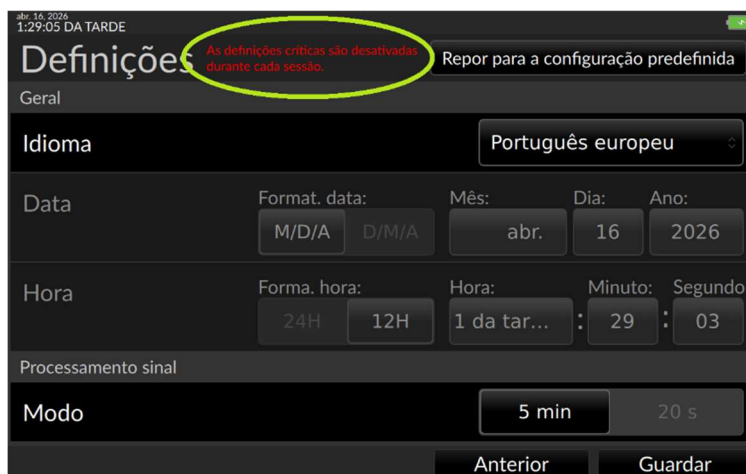 abr. 16, 2026
1:29:05 DA TARDE
Definições
As definições críticas são desativadas
durante cada sessão.
Repor para a configuração predefinida
Geral
Idioma
Português europeu
Data
Format. data:
Mês:
Dia:
Ano:
M/D/A
D/M/A
abr.
16
2026
Hora
Forma. hora:
Hora:
Minuto:
Segundo
24H
12H
1 da tar...
:
29
:
03
Processamento sinal
Modo
5 min
20 s
Anterior
Guardar